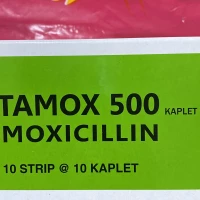 TAMOX 500 KAPLET
MOXICILLIN
10 STRIP @ 10 KAPLET